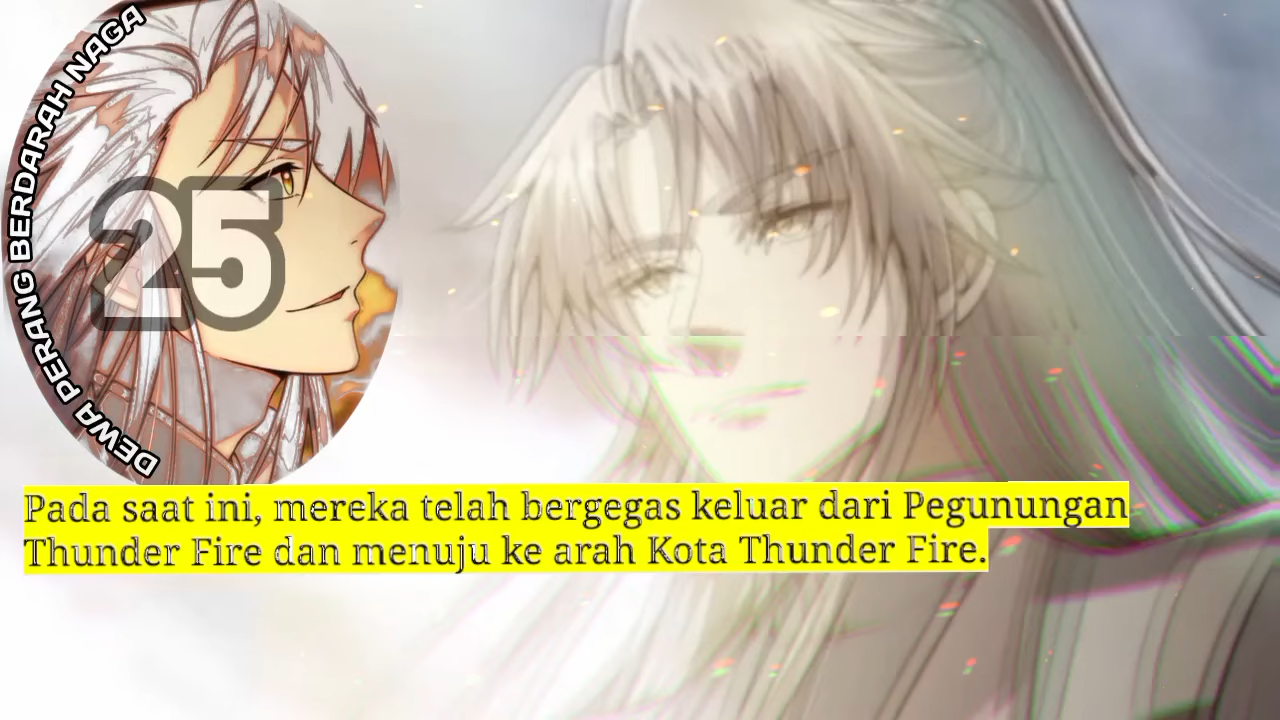 DEWA PERANG BERDARAH NAGA
25
Pada saat ini, mereka telah bergegas keluar dari Pegunungan
Thunder Fire dan menuju ke arah Kota Thunder Fire.